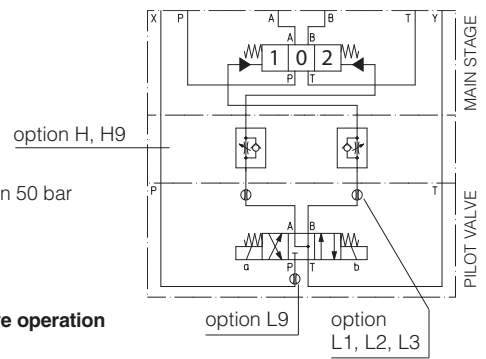 X P A B T Y
A B
1 0 2
P T
MAIN STAGE
option H, H9
n 50 bar
P T
A B
a P T b
PILOT VALVE
e operation
option L9
option
L1, L2, L3